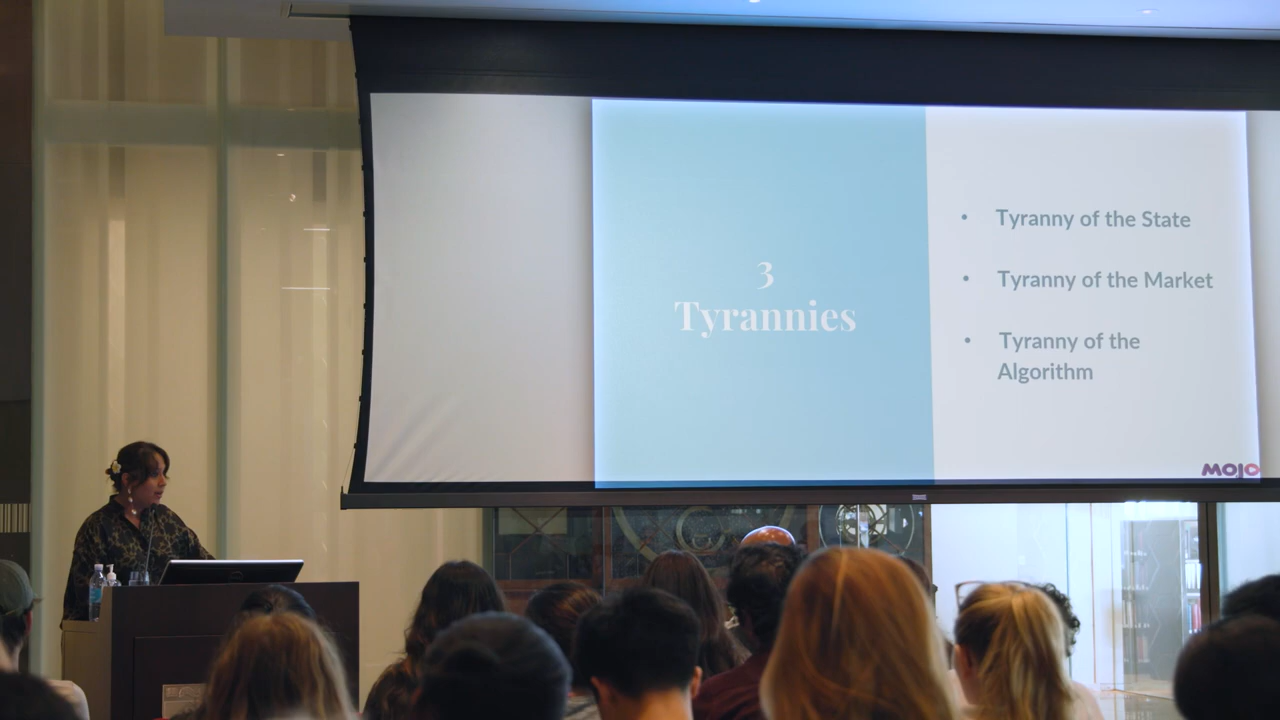 3
Tyrannies
• Tyranny of the State
• Tyranny of the Market
• Tyranny of the
Algorithm
MOJO